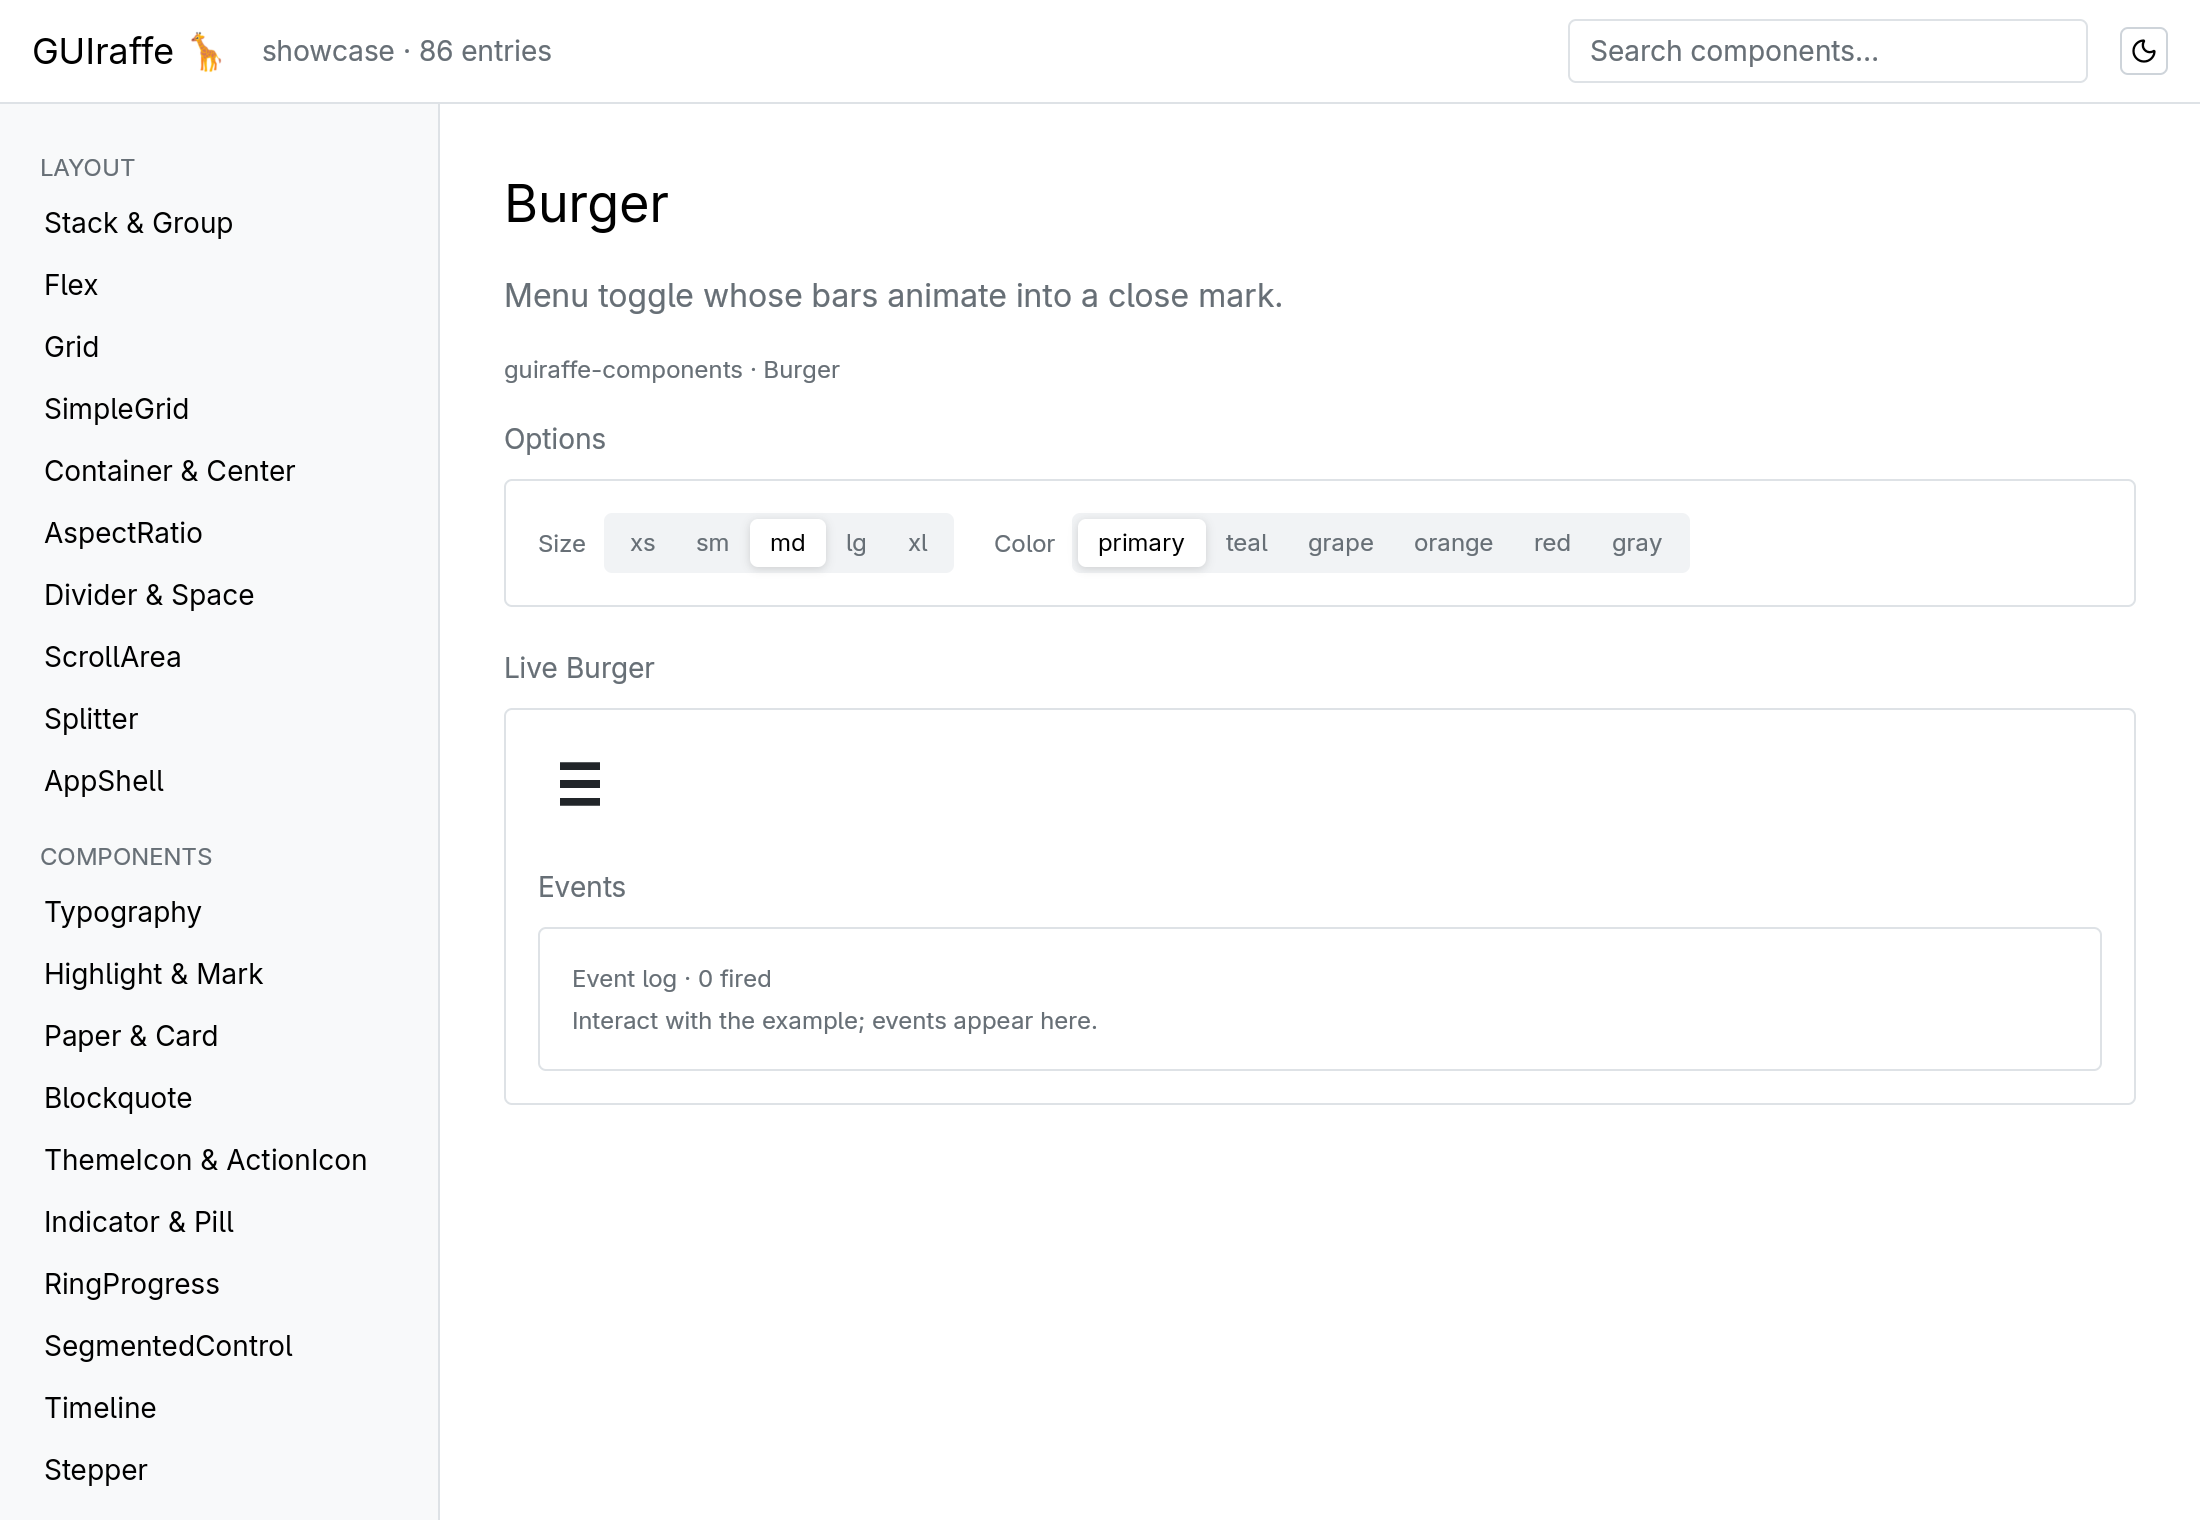 GUIraffe 🦒 showcase · 86 entries
Search components...
LAYOUT
Stack & Group
Flex
Grid
SimpleGrid
Container & Center
AspectRatio
Divider & Space
ScrollArea
Splitter
AppShell
COMPONENTS
Typography
Highlight & Mark
Paper & Card
Blockquote
ThemeIcon & ActionIcon
Indicator & Pill
RingProgress
SegmentedControl
Timeline
Stepper
Burger
Menu toggle whose bars animate into a close mark.
guiraffe-components · Burger
Options
Size xs sm md lg xl Color primary teal grape orange red gray
Live Burger
Events
Event log · 0 fired
Interact with the example; events appear here.